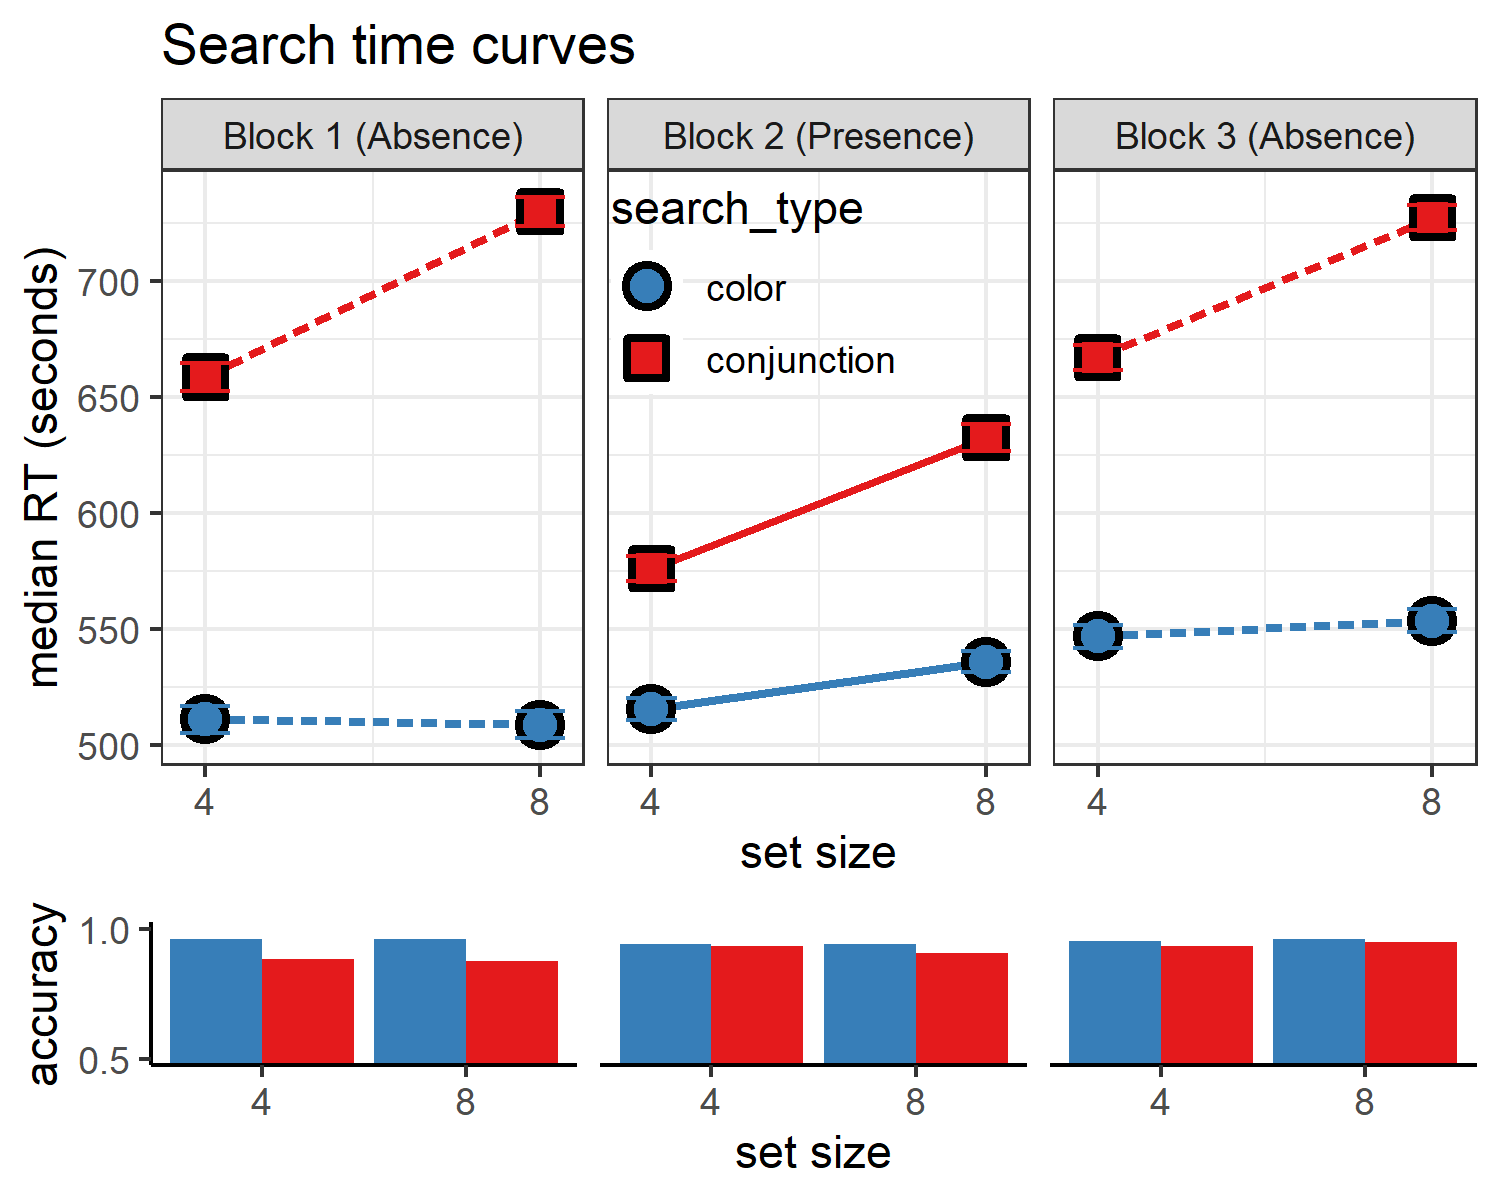 Search time curves
Block 1 (Absence)
Block 2 (Presence)
Block 3 (Absence)
median RT (seconds)
700
650
600
550
500
search_type
color
conjunction
4
8
4
8
4
8
set size
accuracy
1.0
0.5
4
8
4
8
4
8
set size